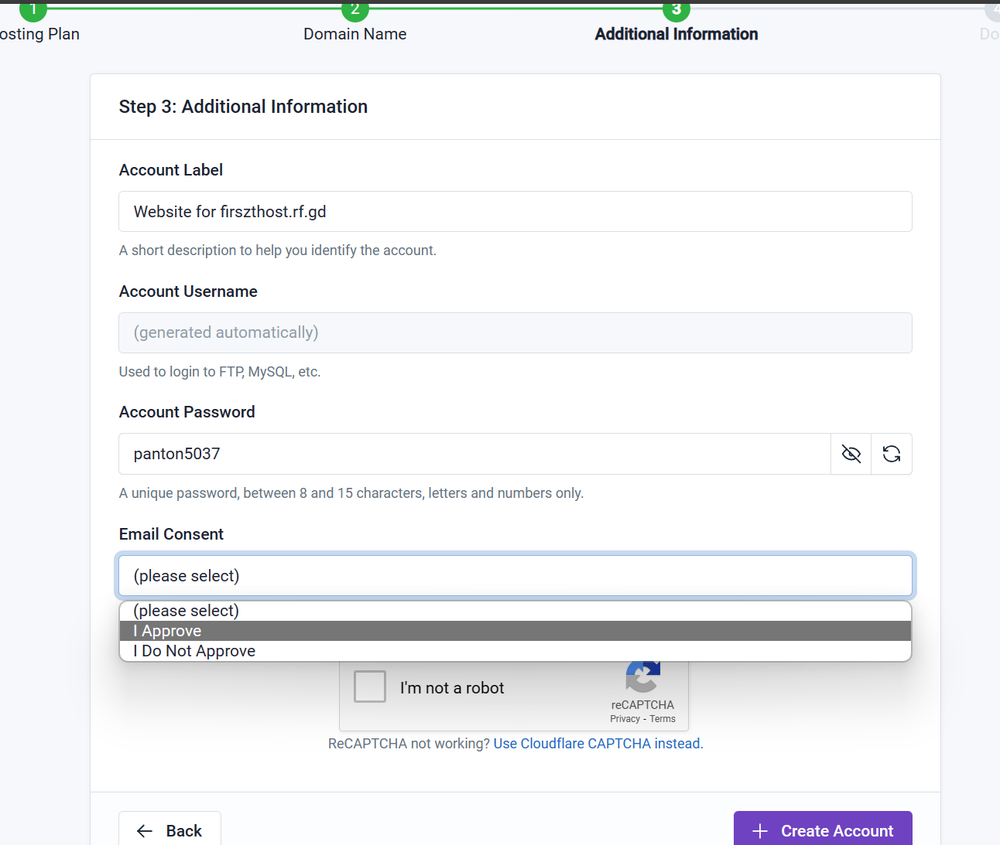 1
2
3
4
osting Plan
Domain Name
Additional Information
Do
Step 3: Additional Information
Account Label
Website for firszthost.rf.gd
A short description to help you identify the account.
Account Username
(generated automatically)
Used to login to FTP, MySQL, etc.
Account Password
panton5037
A unique password, between 8 and 15 characters, letters and numbers only.
Email Consent
(please select)
(please select)
I Approve
I Do Not Approve
I'm not a robot
reCAPTCHA
Privacy - Terms
ReCAPTCHA not working? Use Cloudflare CAPTCHA instead.
Back
Create Account